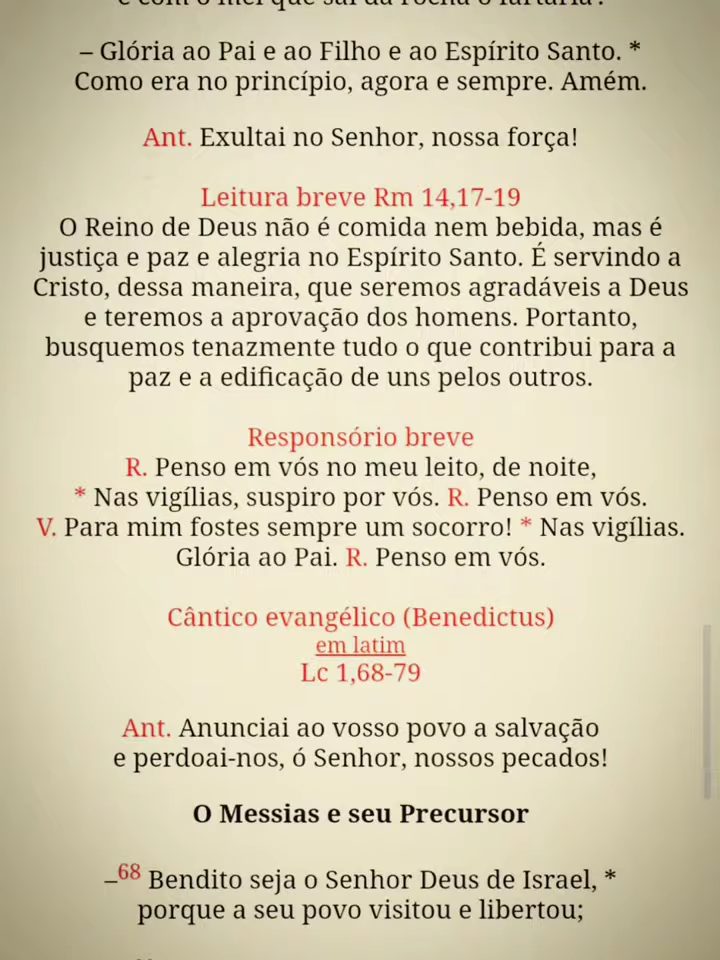 e com o mel que sai da rocha o fartaria".
– Glória ao Pai e ao Filho e ao Espírito Santo. *
Como era no princípio, agora e sempre. Amém.
Ant. Exultai no Senhor, nossa força!
Leitura breve Rm 14,17-19
O Reino de Deus não é comida nem bebida, mas é
justiça e paz e alegria no Espírito Santo. É servindo a
Cristo, dessa maneira, que seremos agradáveis a Deus
e teremos a aprovação dos homens. Portanto,
busquemos tenazmente tudo o que contribui para a
paz e a edificação de uns pelos outros.
Responsório breve
R. Penso em vós no meu leito, de noite,
* Nas vigílias, suspiro por vós. R. Penso em vós.
V. Para mim fostes sempre um socorro! * Nas vigílias.
Glória ao Pai. R. Penso em vós.
Cântico evangélico (Benedictus)
em latim
Lc 1,68-79
Ant. Anunciai ao vosso povo a salvação
e perdoai-nos, ó Senhor, nossos pecados!
O Messias e seu Precursor
–68 Bendito seja o Senhor Deus de Israel, *
porque a seu povo visitou e libertou;